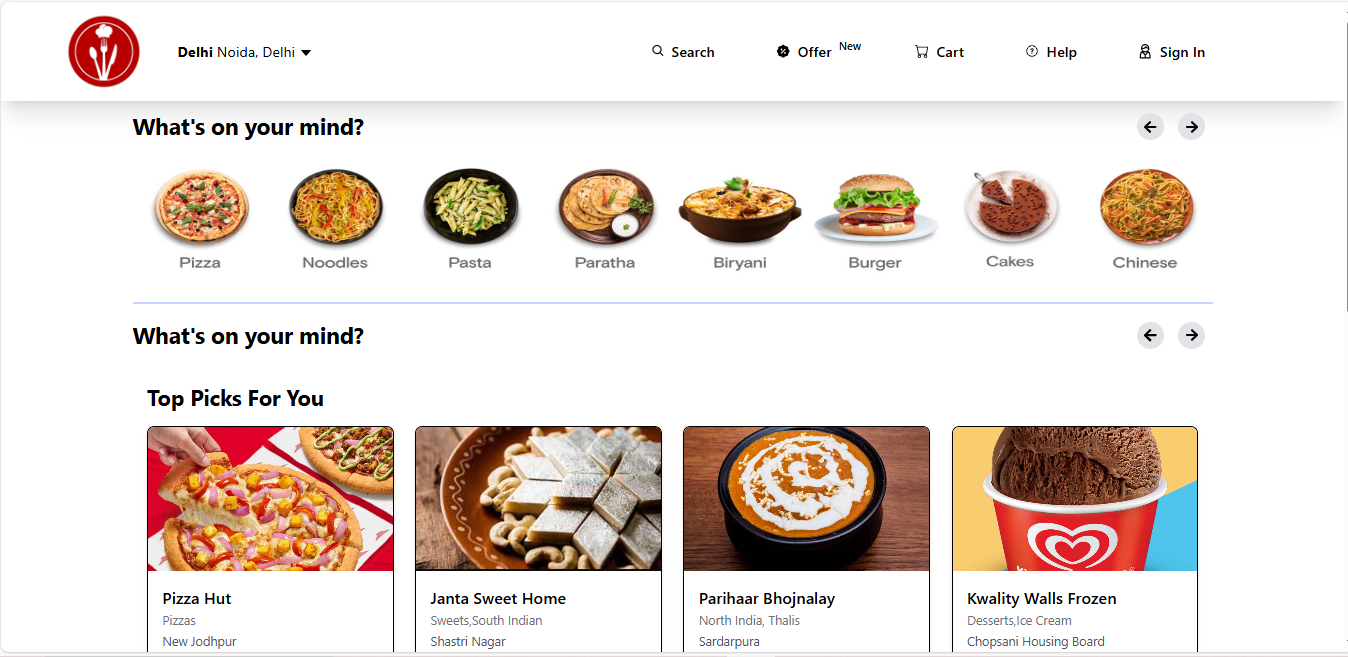 Delhi Noida, Delhi
Search
Offer New
Cart
Help
Sign In
What's on your mind?
Pizza
Noodles
Pasta
Paratha
Biryani
Burger
Cakes
Chinese
What's on your mind?
Top Picks For You
Pizza Hut
Pizzas
New Jodhpur
Janta Sweet Home
Sweets,South Indian
Shastri Nagar
Parihaar Bhojnalay
North India, Thalis
Sardarpura
Kwality Walls Frozen
Desserts,Ice Cream
Chopsani Housing Board